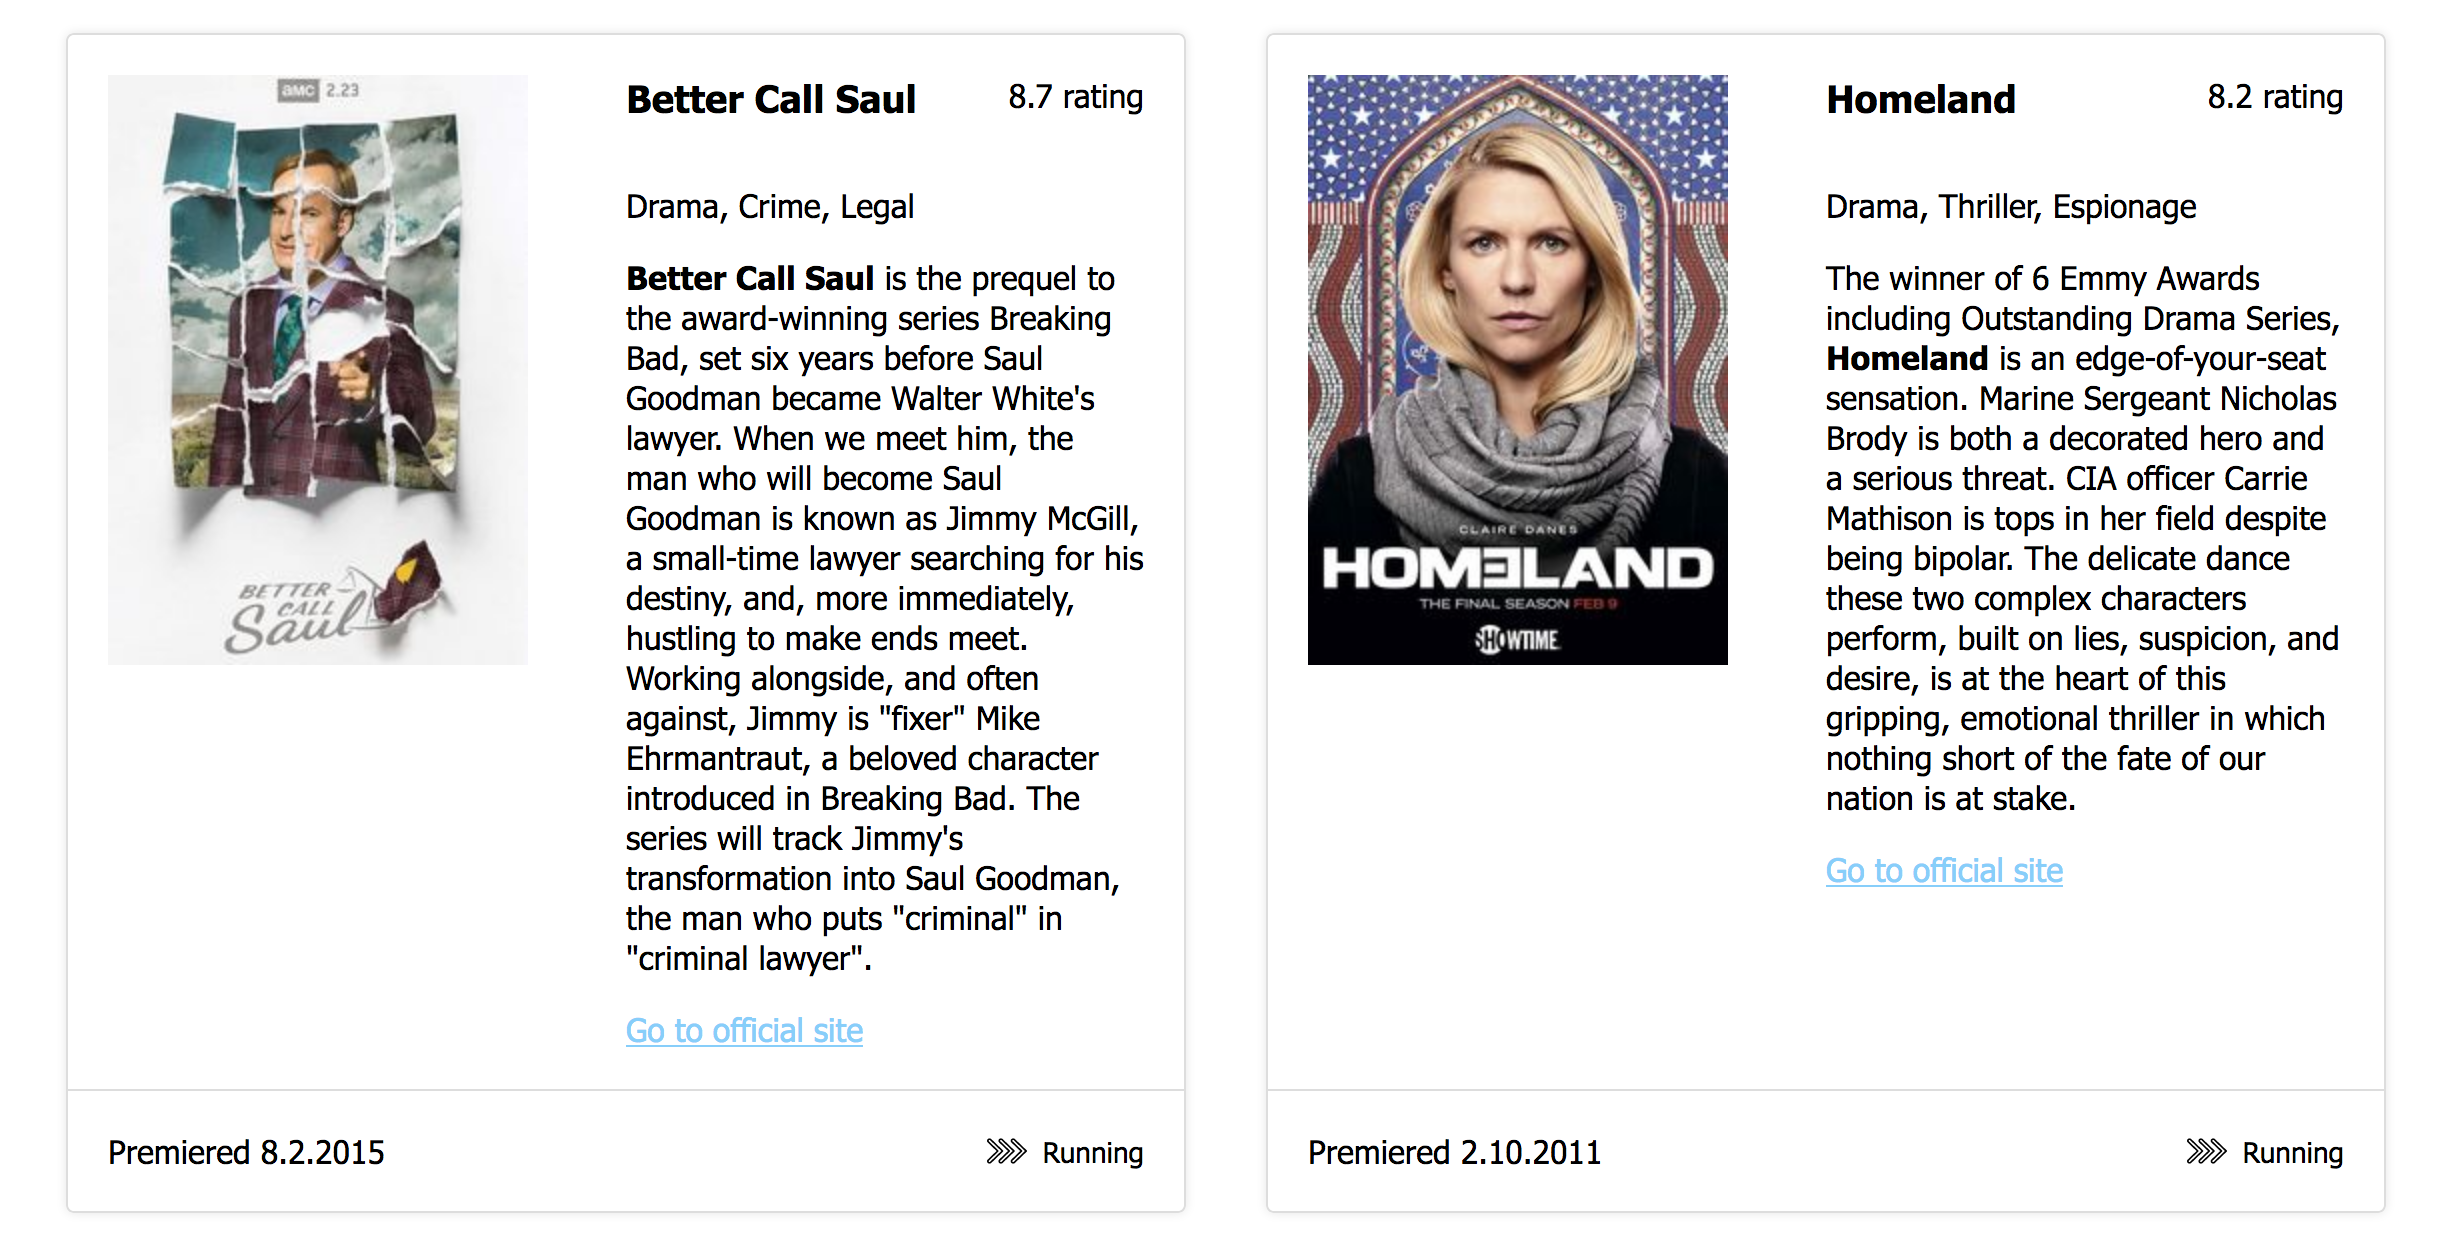 amc 2.23
BETTER
CALL
Saul
Better Call Saul
8.7 rating
Drama, Crime, Legal
Better Call Saul is the prequel to
the award-winning series Breaking
Bad, set six years before Saul
Goodman became Walter White's
lawyer. When we meet him, the
man who will become Saul
Goodman is known as Jimmy McGill,
a small-time lawyer searching for his
destiny, and, more immediately,
hustling to make ends meet.
Working alongside, and often
against, Jimmy is "fixer" Mike
Ehrmantraut, a beloved character
introduced in Breaking Bad. The
series will track Jimmy's
transformation into Saul Goodman,
the man who puts "criminal" in
"criminal lawyer".
Go to official site
Premiered 8.2.2015
Running
CLAIRE DANES
HOMELAND
THE FINAL SEASON FEB 9
SHOWTIME
Homeland
8.2 rating
Drama, Thriller, Espionage
The winner of 6 Emmy Awards
including Outstanding Drama Series,
Homeland is an edge-of-your-seat
sensation. Marine Sergeant Nicholas
Brody is both a decorated hero and
a serious threat. CIA officer Carrie
Mathison is tops in her field despite
being bipolar. The delicate dance
these two complex characters
perform, built on lies, suspicion, and
desire, is at the heart of this
gripping, emotional thriller in which
nothing short of the fate of our
nation is at stake.
Go to official site
Premiered 2.10.2011
Running